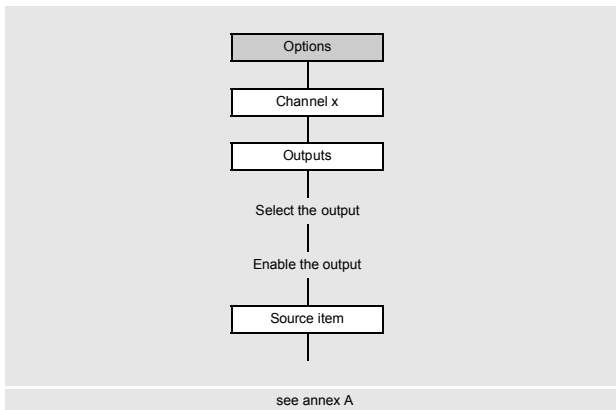 Options
Channel x
Outputs
Select the output
Enable the output
Source item
see annex A